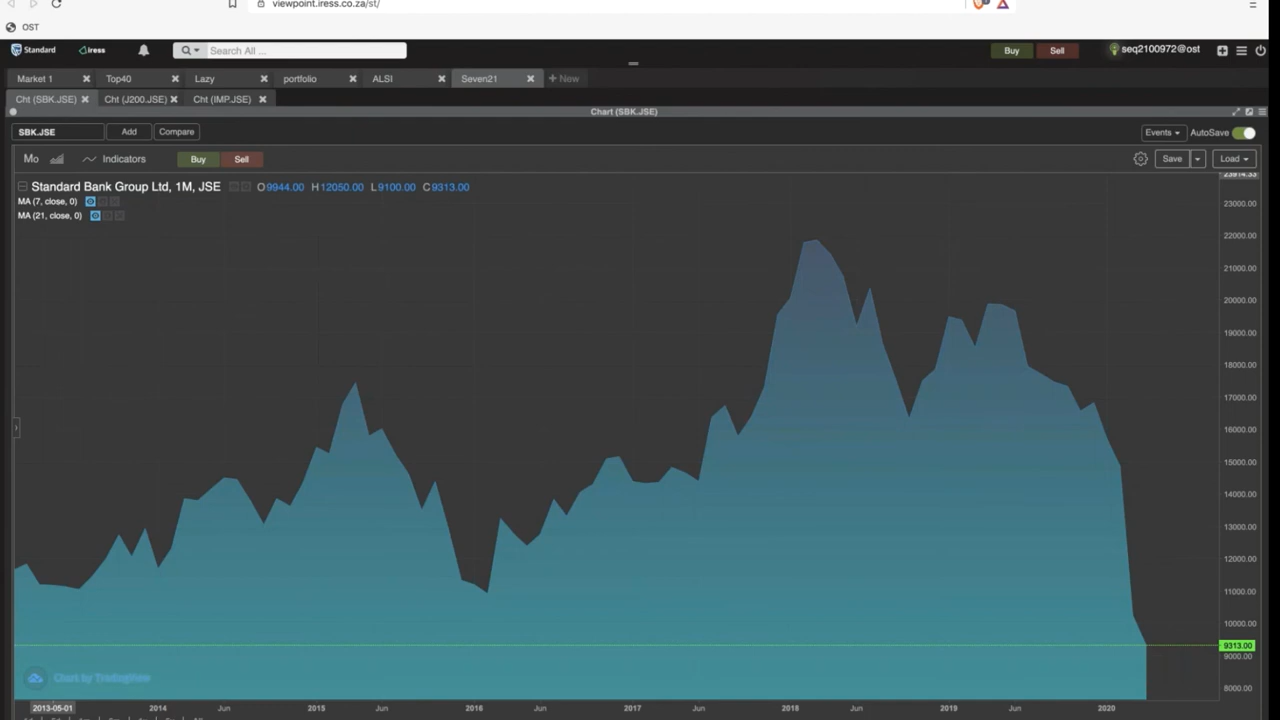 viewpoint.iress.co.za/st/
OST
Standard iress Search All ... Buy Sell seq2100972@ost
Market 1 Top40 Lazy portfolio ALSI Seven21 New
Cht (SBK.JSE) Cht (J200.JSE) Cht (IMP.JSE)
Chart (SBK.JSE)
SBK.JSE Add Compare Events AutoSave
Mo Indicators Buy Sell Save Load
Standard Bank Group Ltd, 1M, JSE O9944.00 H12050.00 L9100.00 C9313.00
MA (7, close, 0)
MA (21, close, 0)
23914.33
23000.00
22000.00
21000.00
20000.00
19000.00
18000.00
17000.00
16000.00
15000.00
14000.00
13000.00
12000.00
11000.00
10000.00
9313.00
9000.00
8000.00
Chart by TradingView
2013-05-01 2014 Jun 2015 Jun 2016 Jun 2017 Jun 2018 Jun 2019 Jun 2020